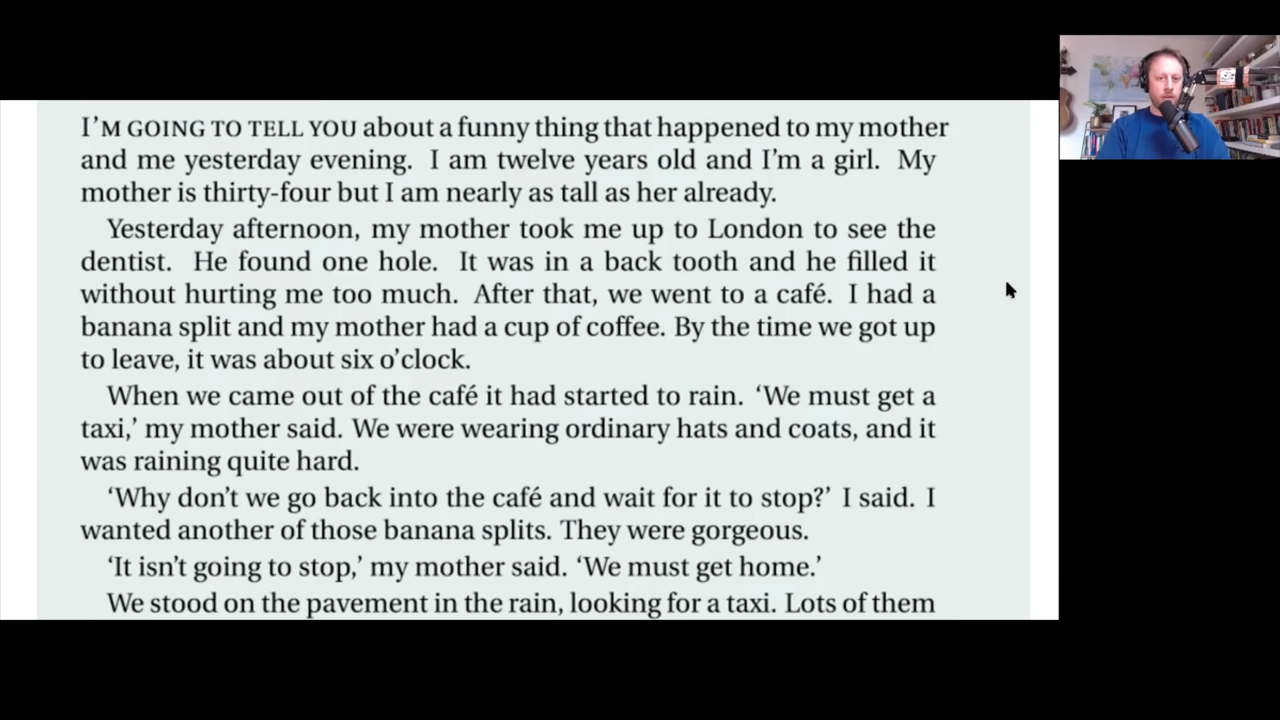 I'M GOING TO TELL YOU about a funny thing that happened to my mother
and me yesterday evening. I am twelve years old and I'm a girl. My
mother is thirty-four but I am nearly as tall as her already.
Yesterday afternoon, my mother took me up to London to see the
dentist. He found one hole. It was in a back tooth and he filled it
without hurting me too much. After that, we went to a café. I had a
banana split and my mother had a cup of coffee. By the time we got up
to leave, it was about six o'clock.
When we came out of the café it had started to rain. 'We must get a
taxi,' my mother said. We were wearing ordinary hats and coats, and it
was raining quite hard.
'Why don't we go back into the café and wait for it to stop?' I said. I
wanted another of those banana splits. They were gorgeous.
'It isn't going to stop,' my mother said. 'We must get home.'
We stood on the pavement in the rain, looking for a taxi. Lots of them